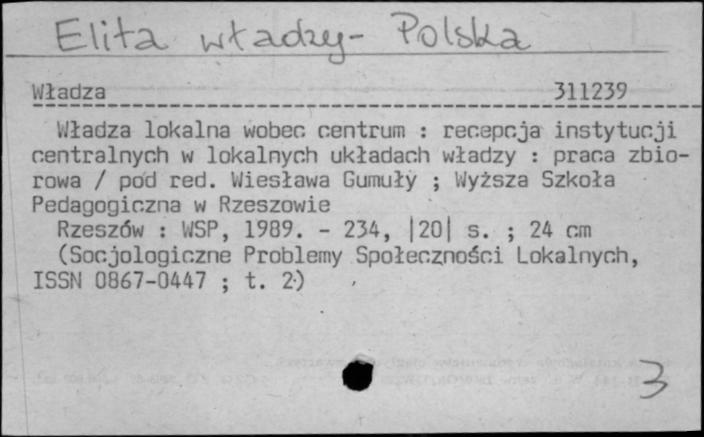 Elita władzy - Polska
Władza 311239
Władza lokalna wobec centrum : recepcja instytucji
centralnych w lokalnych układach władzy : praca zbio-
rowa / pod red. Wiesława Gumuły ; Wyższa Szkoła
Pedagogiczna w Rzeszowie
Rzeszów : WSP, 1989. - 234, |20| s. ; 24 cm
(Socjologiczne Problemy Społeczności Lokalnych,
ISSN 0867-0447 ; t. 2)
3